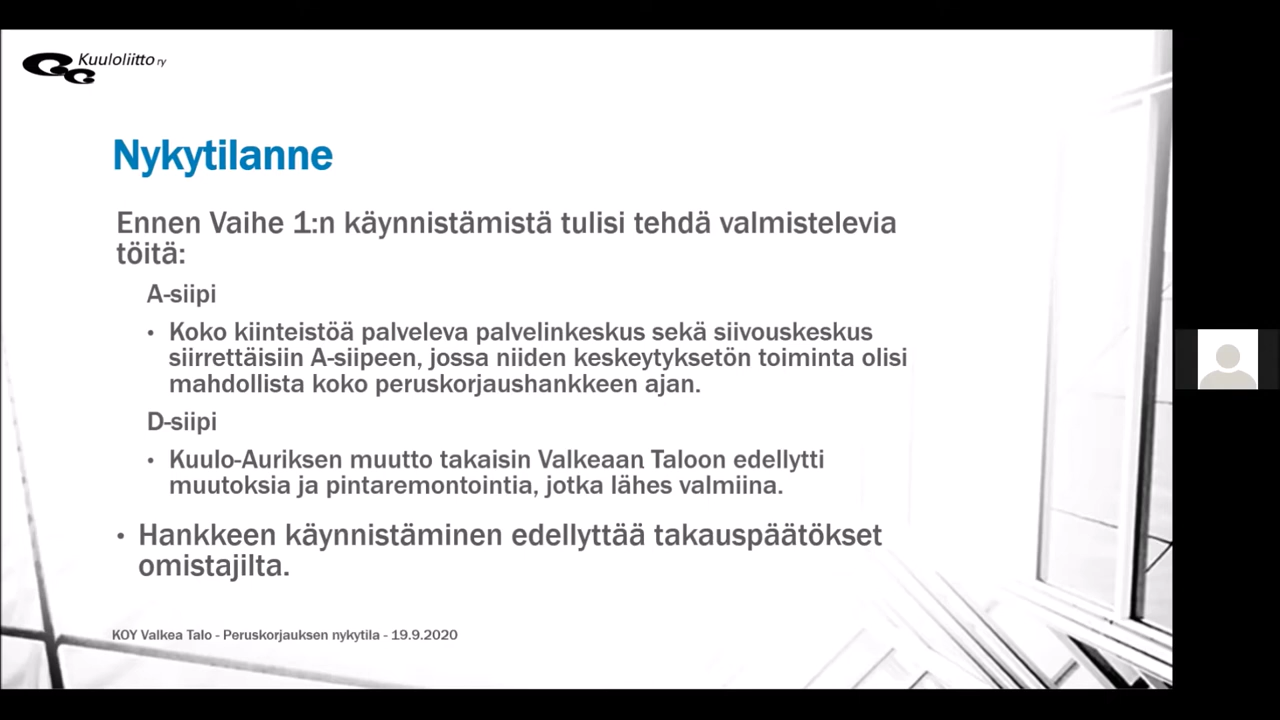 Kuuloliitto ry
Nykytilanne
Ennen Vaihe 1:n käynnistämistä tulisi tehdä valmistelevia
töitä:
A-siipi
• Koko kiinteistöä palveleva palvelinkeskus sekä siivouskeskus
siirrettäisiin A-siipeen, jossa niiden keskeytyksetön toiminta olisi
mahdollista koko peruskorjaushankkeen ajan.
D-siipi
• Kuulo-Auriksen muutto takaisin Valkeaan Taloon edellytti
muutoksia ja pintaremontointia, jotka lähes valmiina.
• Hankkeen käynnistäminen edellyttää takauspäätökset
omistajilta.
KOY Valkea Talo - Peruskorjauksen nykytila - 19.9.2020